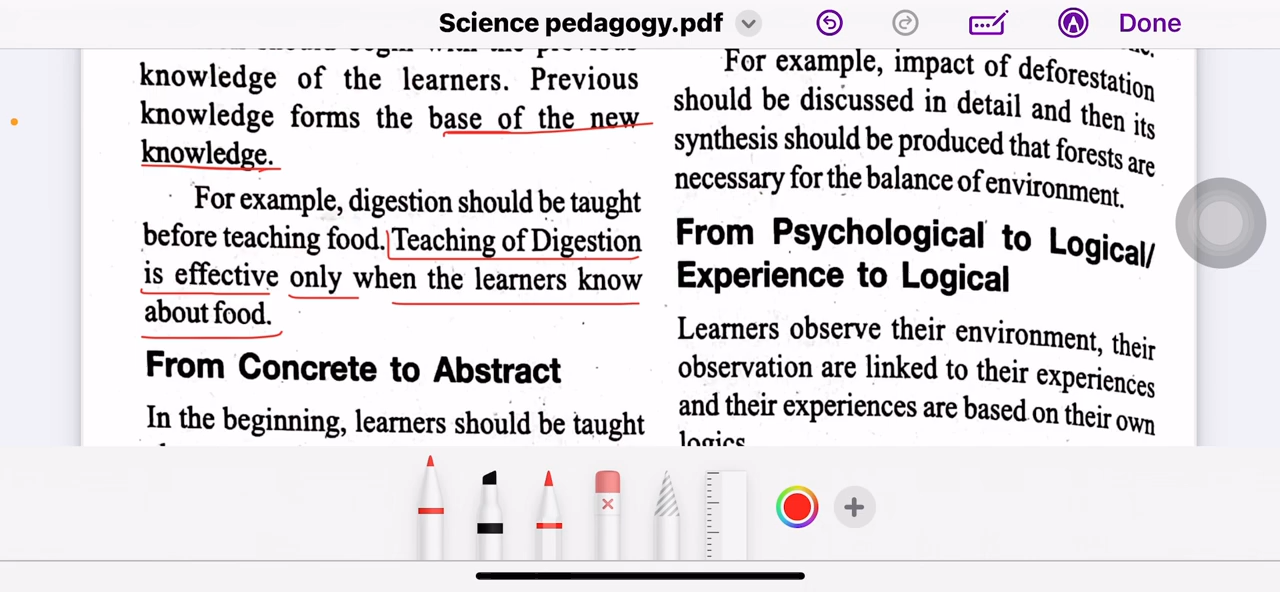 Science pedagogy.pdf
Done
knowledge of the learners. Previous
knowledge forms the base of the new
knowledge.
For example, digestion should be taught
before teaching food. Teaching of Digestion
is effective only when the learners know
about food.
From Concrete to Abstract
In the beginning, learners should be taught
For example, impact of deforestation
should be discussed in detail and then its
synthesis should be produced that forests are
necessary for the balance of environment.
From Psychological to Logical/
Experience to Logical
Learners observe their environment, their
observation are linked to their experiences
and their experiences are based on their own
logics